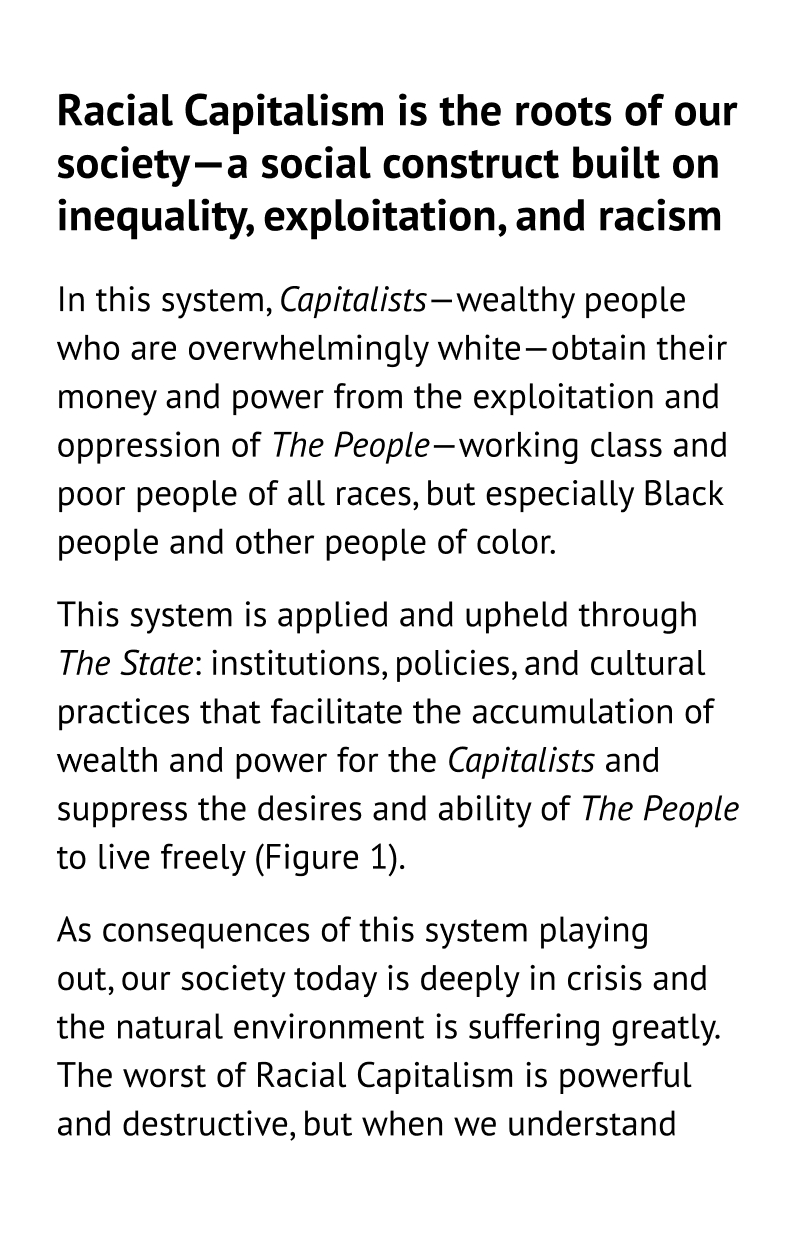 Racial Capitalism is the roots of our
society—a social construct built on
inequality, exploitation, and racism
In this system, Capitalists—wealthy people
who are overwhelmingly white—obtain their
money and power from the exploitation and
oppression of The People—working class and
poor people of all races, but especially Black
people and other people of color.
This system is applied and upheld through
The State: institutions, policies, and cultural
practices that facilitate the accumulation of
wealth and power for the Capitalists and
suppress the desires and ability of The People
to live freely (Figure 1).
As consequences of this system playing
out, our society today is deeply in crisis and
the natural environment is suffering greatly.
The worst of Racial Capitalism is powerful
and destructive, but when we understand